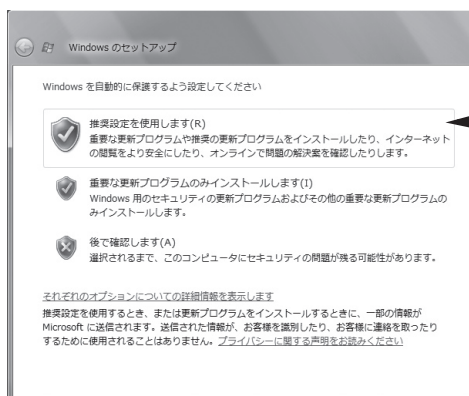 Windows のセットアップ
Windows を自動的に保護するよう設定してください
推奨設定を使用します(R)
重要な更新プログラムや推奨の更新プログラムをインストールしたり、インターネット
の閲覧をより安全にしたり、オンラインで問題の解決案を確認したりします。
重要な更新プログラムのみインストールします(I)
Windows 用のセキュリティの更新プログラムおよびその他の重要な更新プログラムの
みインストールします。
後で確認します(A)
選択されるまで、このコンピュータにセキュリティの問題が残る可能性があります。
それぞれのオプションについての詳細情報を表示します
推奨設定を使用するとき、または更新プログラムをインストールするときに、一部の情報が
Microsoft に送信されます。送信された情報が、お客様を識別したり、お客様に連絡を取ったり
するために使用されることはありません。プライバシーに関する声明をお読みください